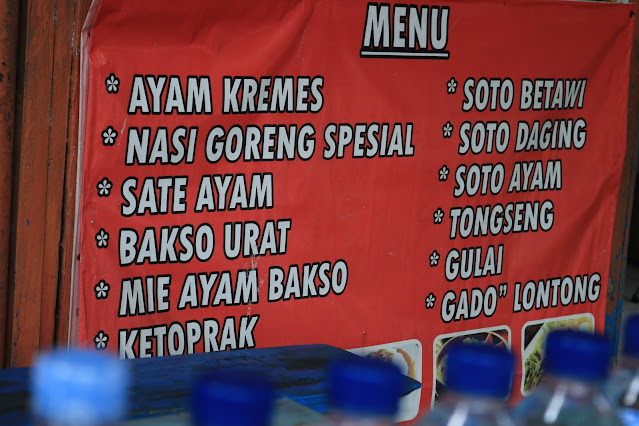 MENU
* AYAM KREMES
* NASI GORENG SPESIAL
* SATE AYAM
* BAKSO URAT
* MIE AYAM BAKSO
* KETOPRAK
* SOTO BETAWI
* SOTO DAGING
* SOTO AYAM
* TONGSENG
* GULAI
* GADO" LONTONG